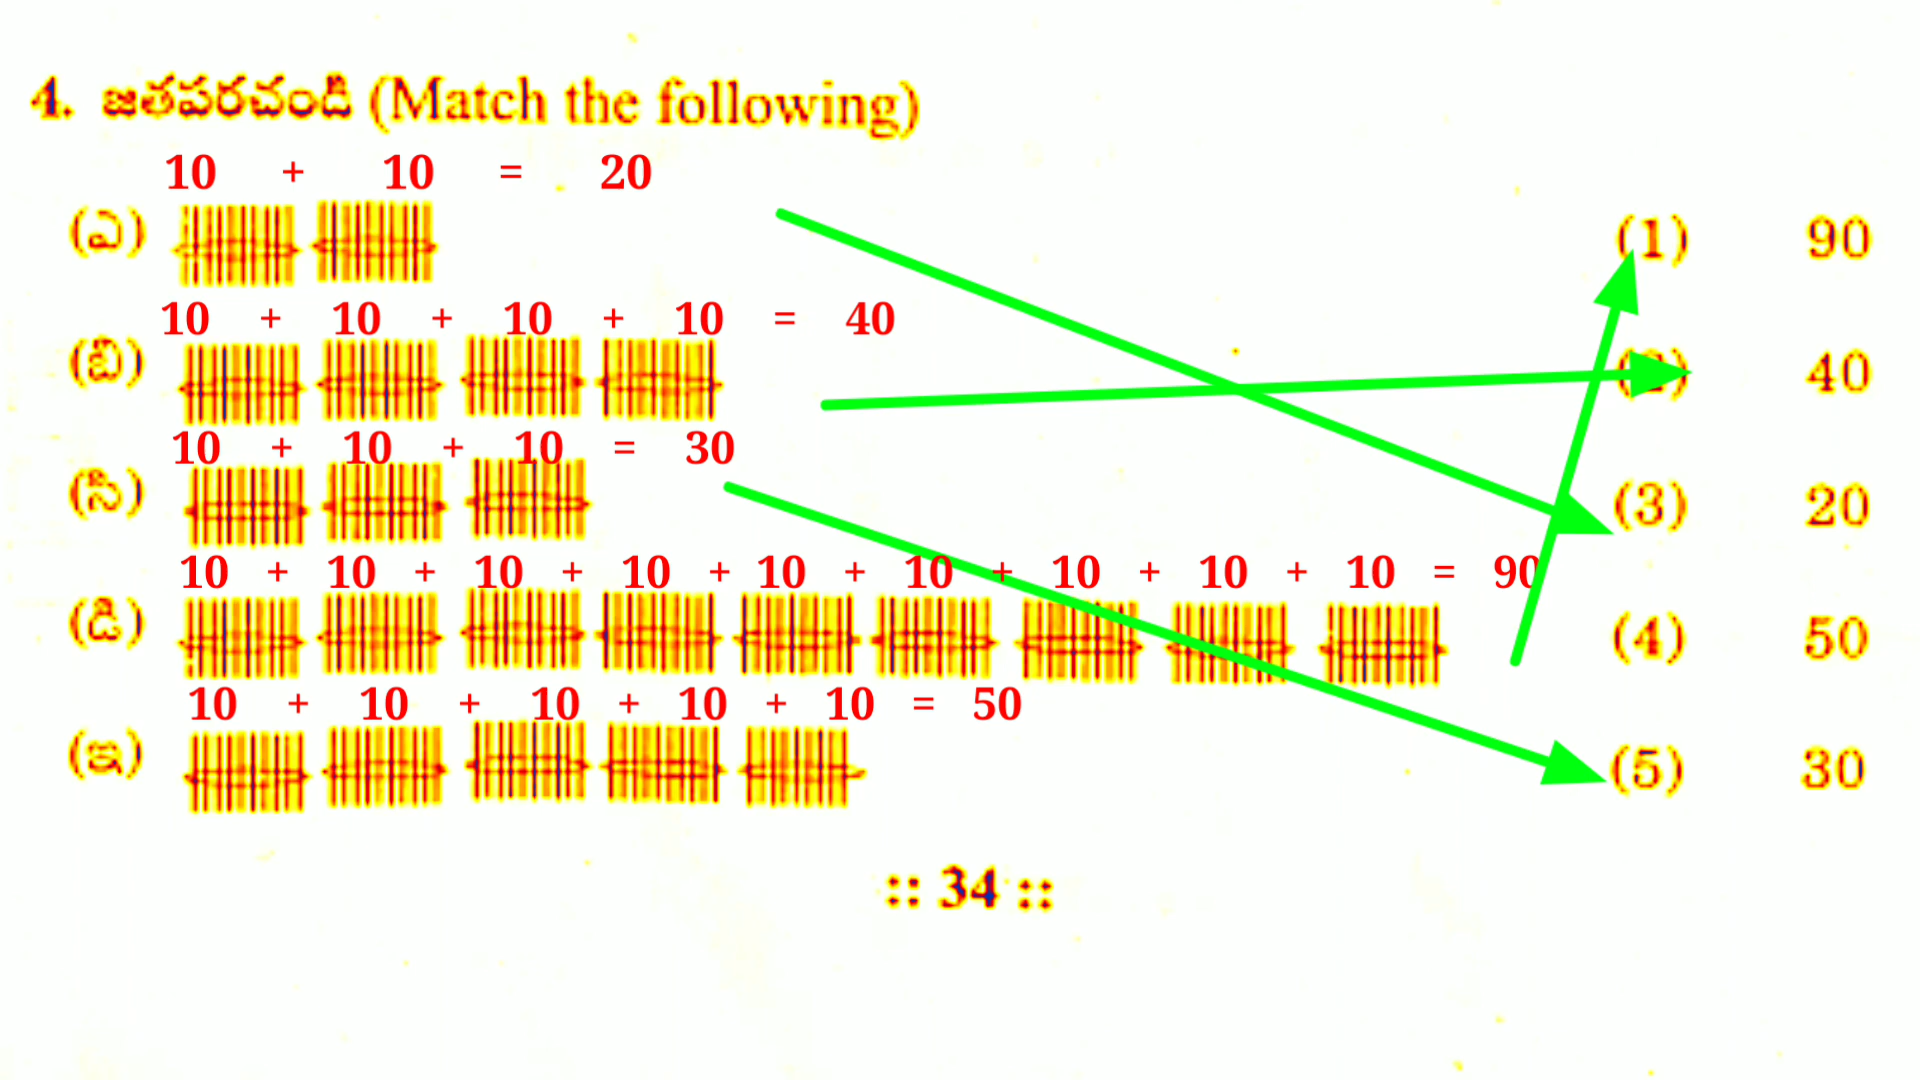 4. జతపరచండి (Match the following)
10 + 10 = 20
(ఎ) (1) 90
10 + 10 + 10 + 10 = 40
(బి) (2) 40
10 + 10 + 10 = 30
(సి) (3) 20
10 + 10 + 10 + 10 + 10 + 10 + 10 + 10 + 10 = 90
(డి) (4) 50
10 + 10 + 10 + 10 + 10 = 50
(ఇ) (5) 30
:: 34 ::